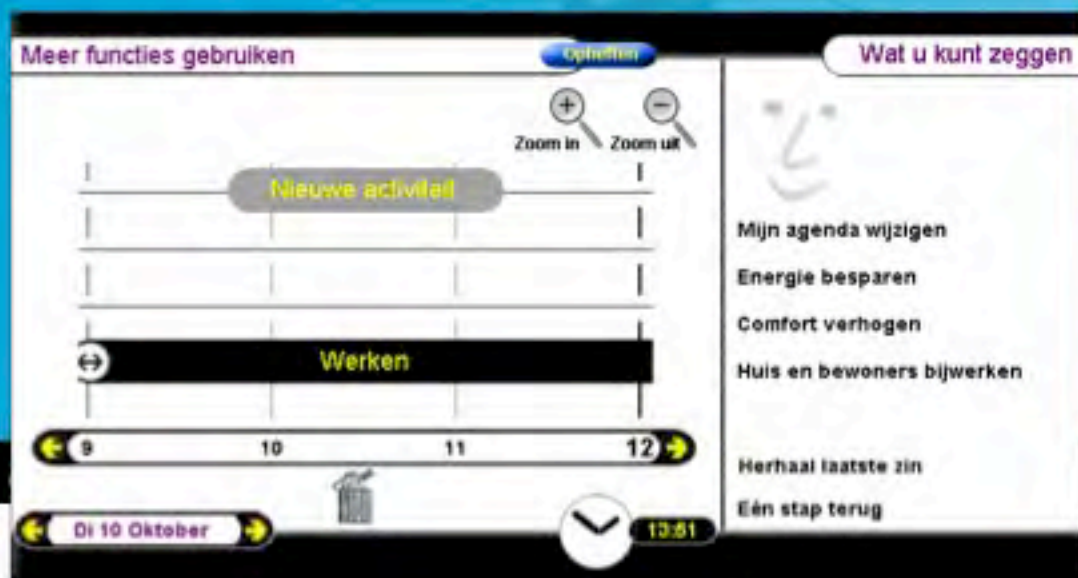 Meer functies gebruiken
Opheffen
Wat u kunt zeggen
Zoom in
Zoom uit
Nieuwe activiteit
Werken
9 10 11 12
Di 10 Oktober
13:51
Mijn agenda wijzigen
Energie besparen
Comfort verhogen
Huis en bewoners bijwerken
Herhaal laatste zin
Eén stap terug